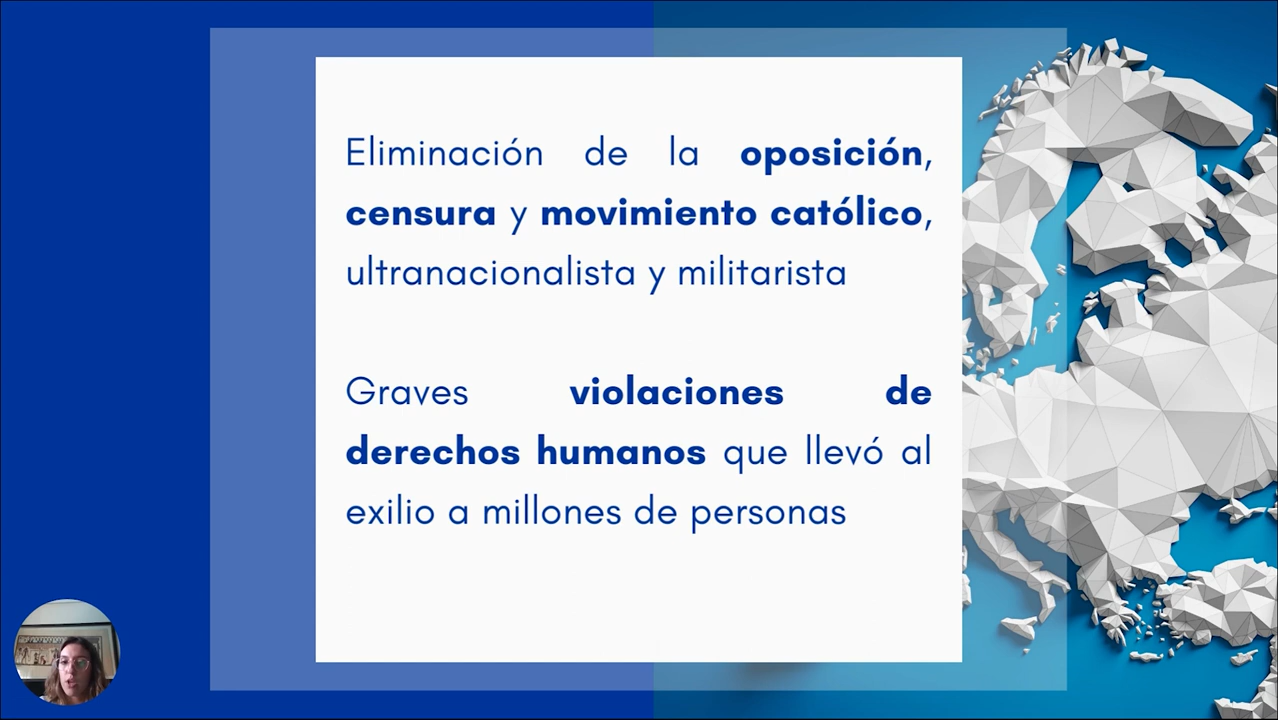 Eliminación de la oposición,
censura y movimiento católico,
ultranacionalista y militarista
Graves violaciones de
derechos humanos que llevó al
exilio a millones de personas